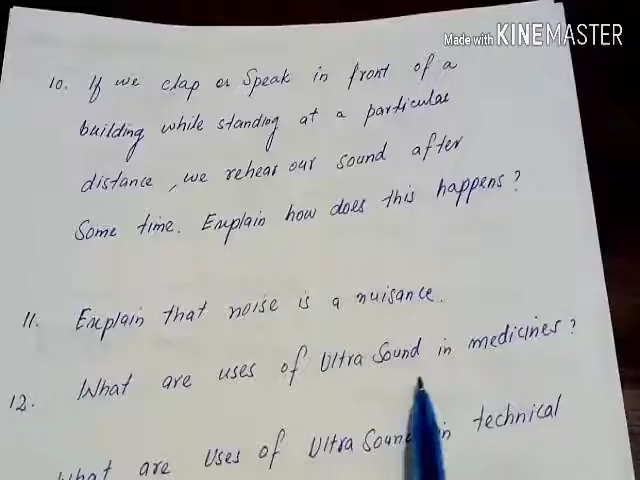 Made with KINEMASTER
10. If we clap or Speak in front of a
building while standing at a particular
distance, we rehear our sound after
Some time. Explain how does this happens?
11. Explain that noise is a nuisance.
12. What are uses of Ultra Sound in medicines?
What are Uses of Ultra Sound in technical